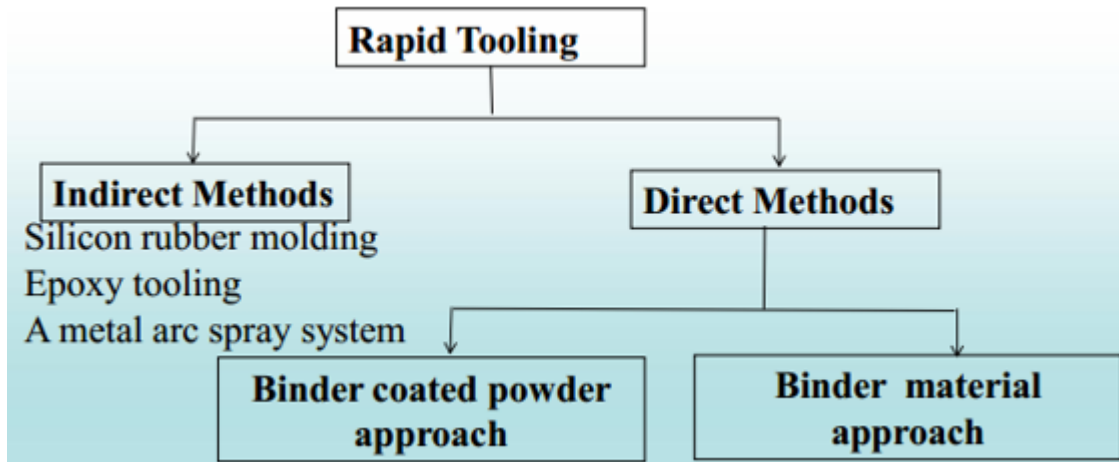 Rapid Tooling
Indirect Methods
Direct Methods
Silicon rubber molding
Epoxy tooling
A metal arc spray system
Binder coated powder
approach
Binder material
approach